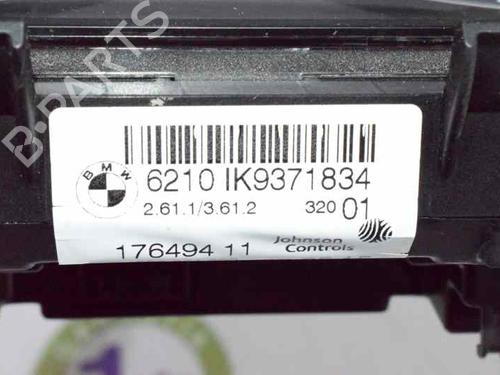 B-PARTS
BMW
6210 IK9371834
2.61.1/3.61.2 320 01
176494 11 Johnson Controls